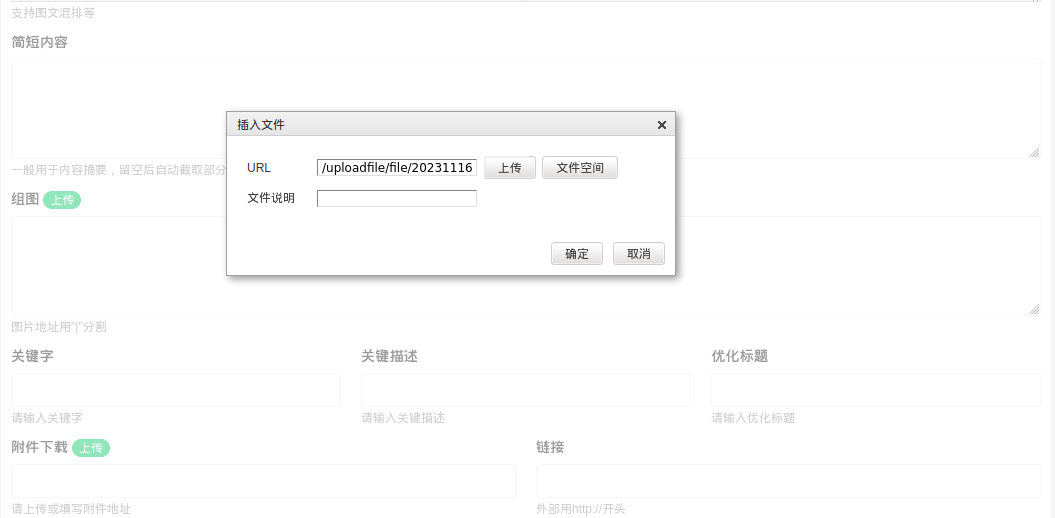 支持图文混排等
简短内容
插入文件
URL /uploadfile/file/20231116 上传 文件空间
一般用于内容摘要，留空后自动截取部分
文件说明
组图 上传
确定 取消
图片地址用"|"分割
关键字 关键描述 优化标题
请输入关键字 请输入关键描述 请输入优化标题
附件下载 上传 链接
请上传或填写附件地址 外部用http://开头